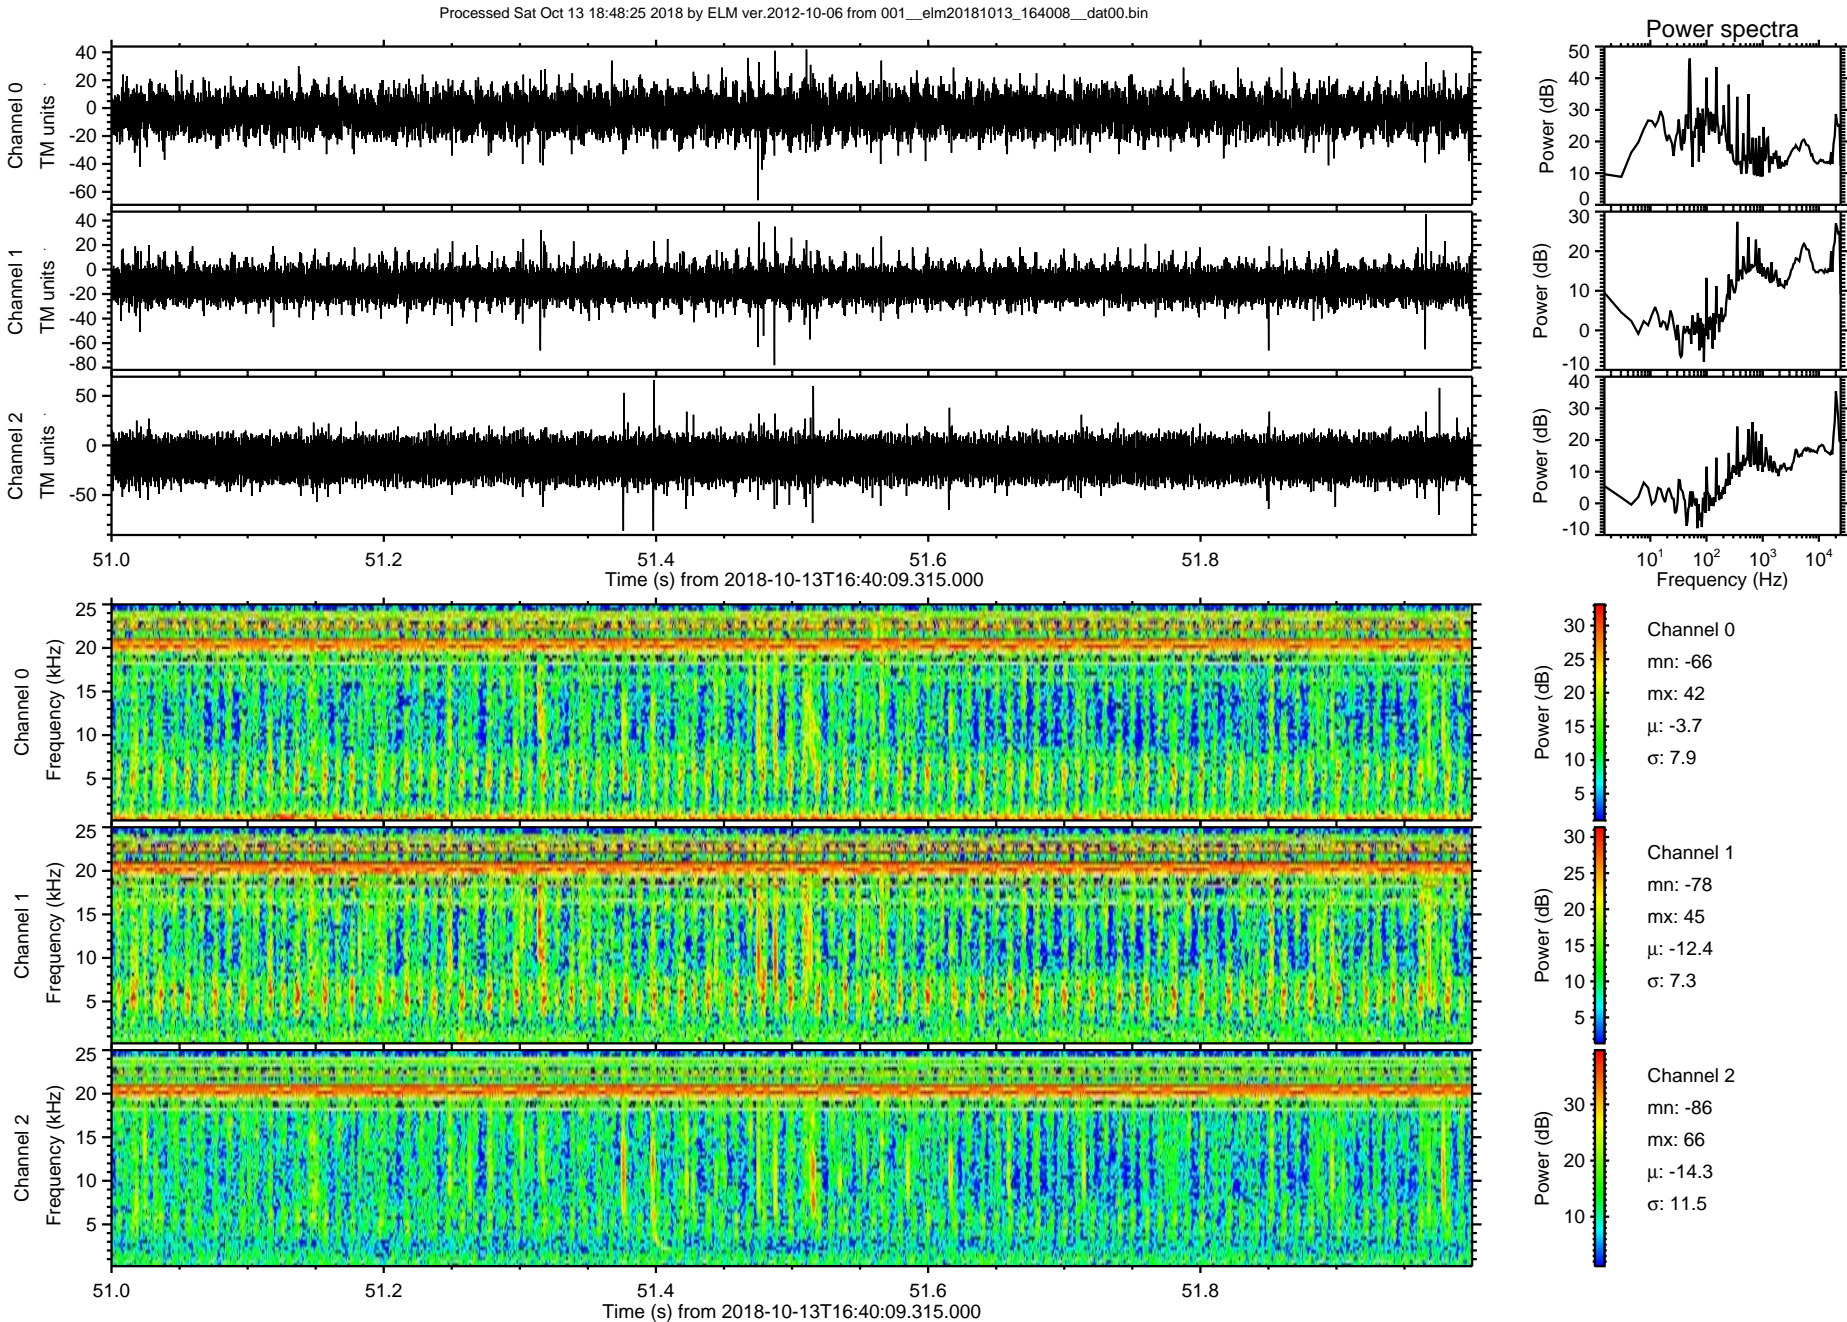 Processed Sat Oct 13 18:48:25 2018 by ELM ver.2012-10-06 from 001__elm20181013_164008__dat00.bin
Power spectra
Channel 0
TM units
40
20
0
-20
-40
-60
Power (dB)
50
40
30
20
10
0
Channel 1
TM units
40
20
0
-20
-40
-60
-80
Power (dB)
30
20
10
0
-10
Channel 2
TM units
50
0
-50
Power (dB)
40
30
20
10
0
-10
51.0 51.2 51.4 51.6 51.8
Time (s) from 2018-10-13T16:40:09.315.000
10^1 10^2 10^3 10^4
Frequency (Hz)
Channel 0
Frequency (kHz)
25
20
15
10
5
Power (dB)
30
25
20
15
10
5
Channel 0
mn: -66
mx: 42
μ: -3.7
σ: 7.9
Channel 1
Frequency (kHz)
25
20
15
10
5
Power (dB)
30
25
20
15
10
5
Channel 1
mn: -78
mx: 45
μ: -12.4
σ: 7.3
Channel 2
Frequency (kHz)
25
20
15
10
5
Power (dB)
30
20
10
Channel 2
mn: -86
mx: 66
μ: -14.3
σ: 11.5
51.0 51.2 51.4 51.6 51.8
Time (s) from 2018-10-13T16:40:09.315.000